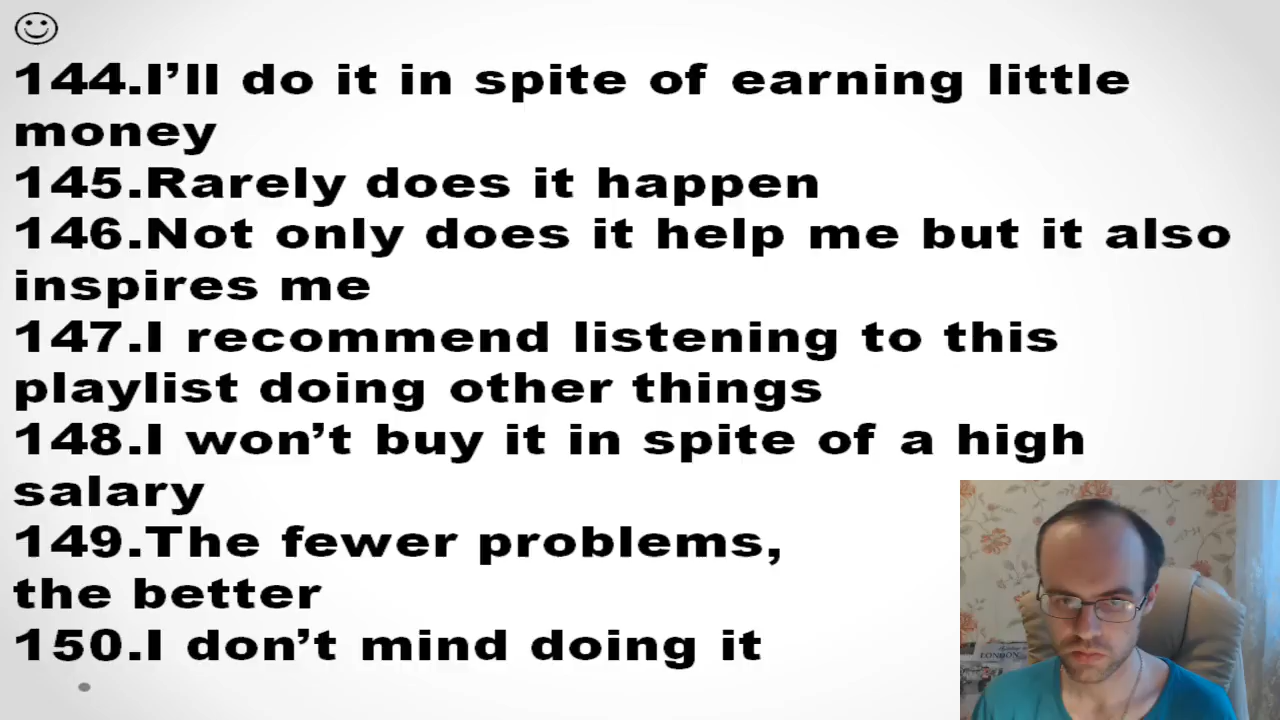 144.I’ll do it in spite of earning little
money
145.Rarely does it happen
146.Not only does it help me but it also
inspires me
147.I recommend listening to this
playlist doing other things
148.I won’t buy it in spite of a high
salary
149.The fewer problems,
the better
150.I don’t mind doing it
LONDON